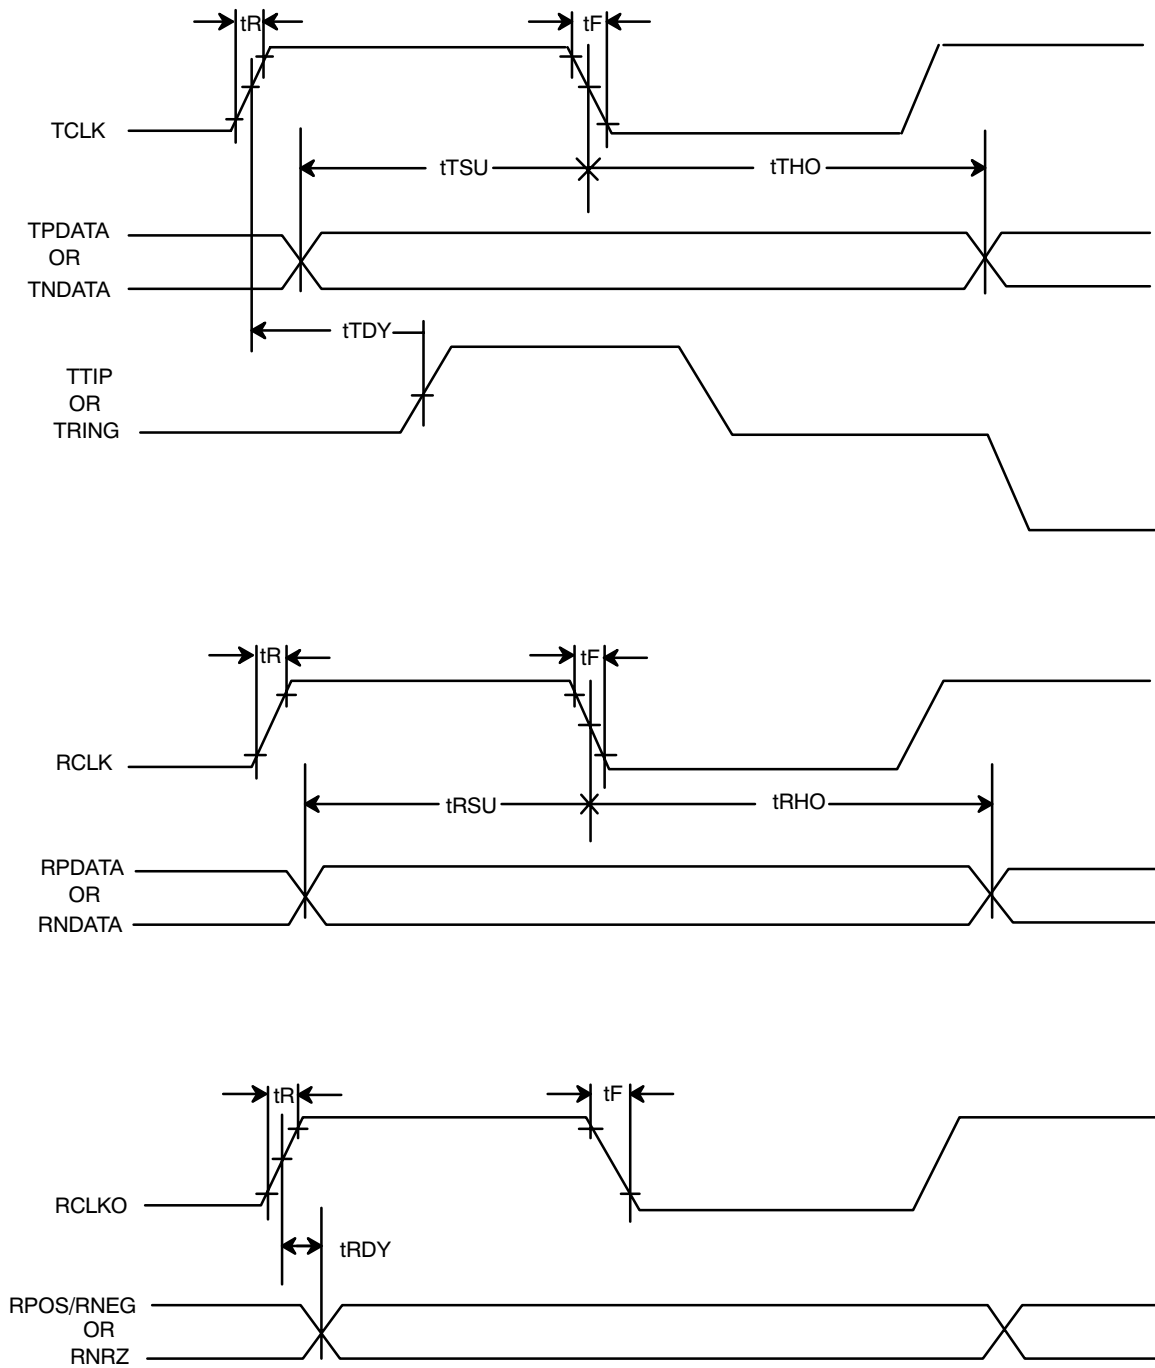 tR
tF
TCLK
tTSU
tTHO
TPDATA
OR
TNDATA
tTDY
TTIP
OR
TRING
tR
tF
RCLK
tRSU
tRHO
RPDATA
OR
RNDATA
tR
tF
RCLKO
tRDY
RPOS/RNEG
OR
RNRZ